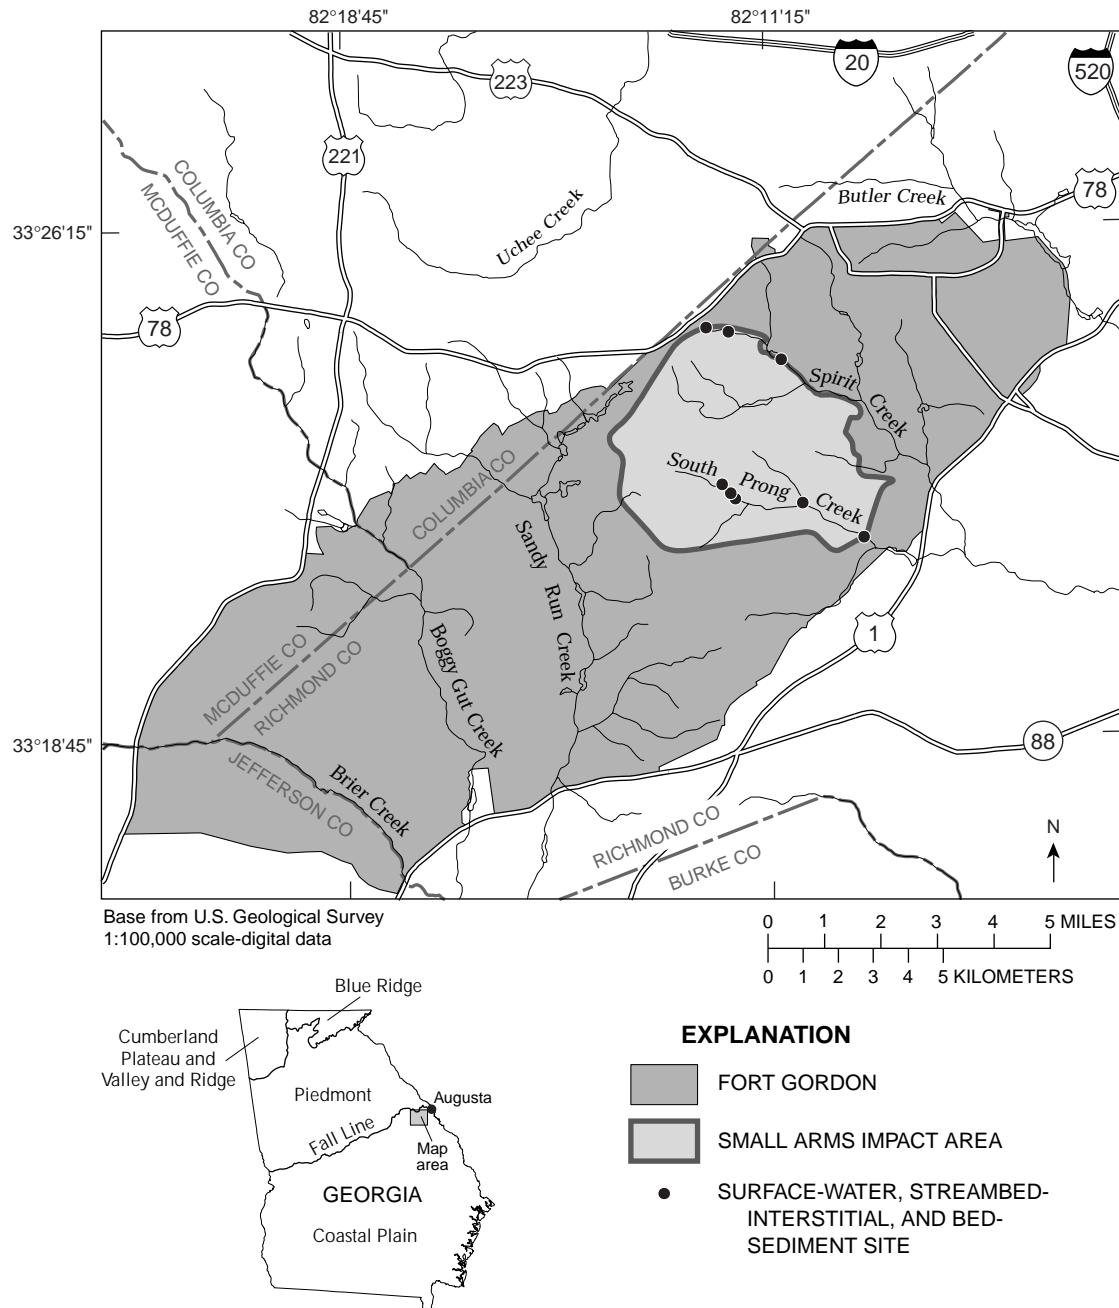 82°18'45"
82°11'15"
20
520
223
221
78
COLUMBIA CO
MCDUFFIE CO
Butler Creek
33°26'15"
Uchee Creek
78
Spirit
Creek
South
Prong
Creek
COLUMBIA CO
Sandy
Run
Creek
1
Boggy Gut Creek
MCDUFFIE CO
RICHMOND CO
33°18'45"
88
JEFFERSON CO
Brier Creek
RICHMOND CO
BURKE CO
N
Base from U.S. Geological Survey
1:100,000 scale-digital data
0 1 2 3 4 5 MILES
0 1 2 3 4 5 KILOMETERS
Blue Ridge
Cumberland
Plateau and
Valley and Ridge
Piedmont
Augusta
Fall Line
Map
area
GEORGIA
Coastal Plain
EXPLANATION
FORT GORDON
SMALL ARMS IMPACT AREA
SURFACE-WATER, STREAMBED-
INTERSTITIAL, AND BED-
SEDIMENT SITE